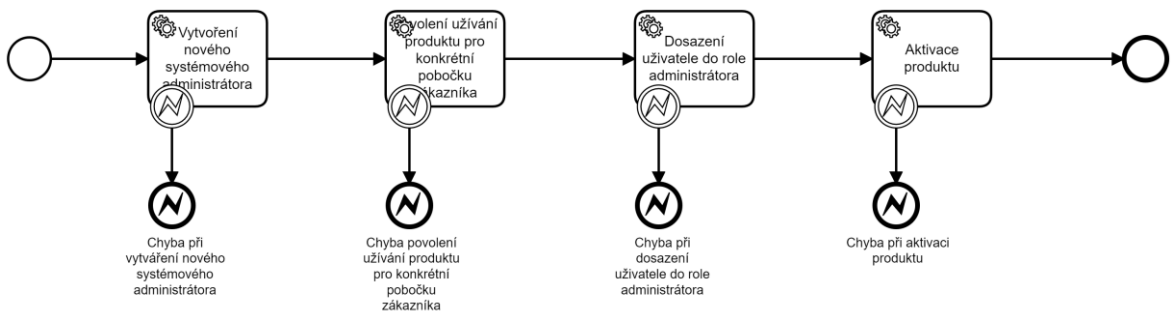 Vytvoření
nového
systémového
administrátora
volení užívání
produktu pro
konkrétní
pobočku
zákazníka
Dosazení
uživatele do role
administrátora
Aktivace
produktu
Chyba při
vytváření nového
systémového
administrátora
Chyba povolení
užívání produktu
pro konkrétní
pobočku
zákazníka
Chyba při
dosazení
uživatele do role
administrátora
Chyba při aktivaci
produktu